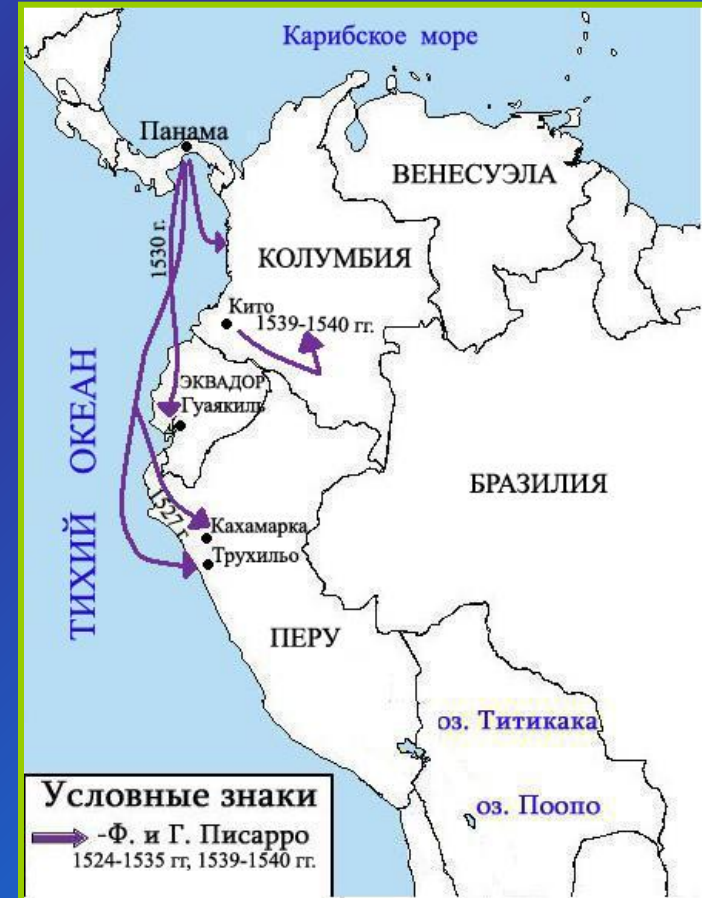 Карибское море
Панама
ВЕНЕСУЭЛА
1530 г.
КОЛУМБИЯ
Кито
1539-1540 гг.
ТИХИЙ ОКЕАН
ЭКВАДОР
Гуаякиль
БРАЗИЛИЯ
1527 г.
Кахамарка
Трухильо
ПЕРУ
оз. Титикака
оз. Поопо
Условные знаки
-Ф. и Г. Писарро
1524-1535 гг, 1539-1540 гг.